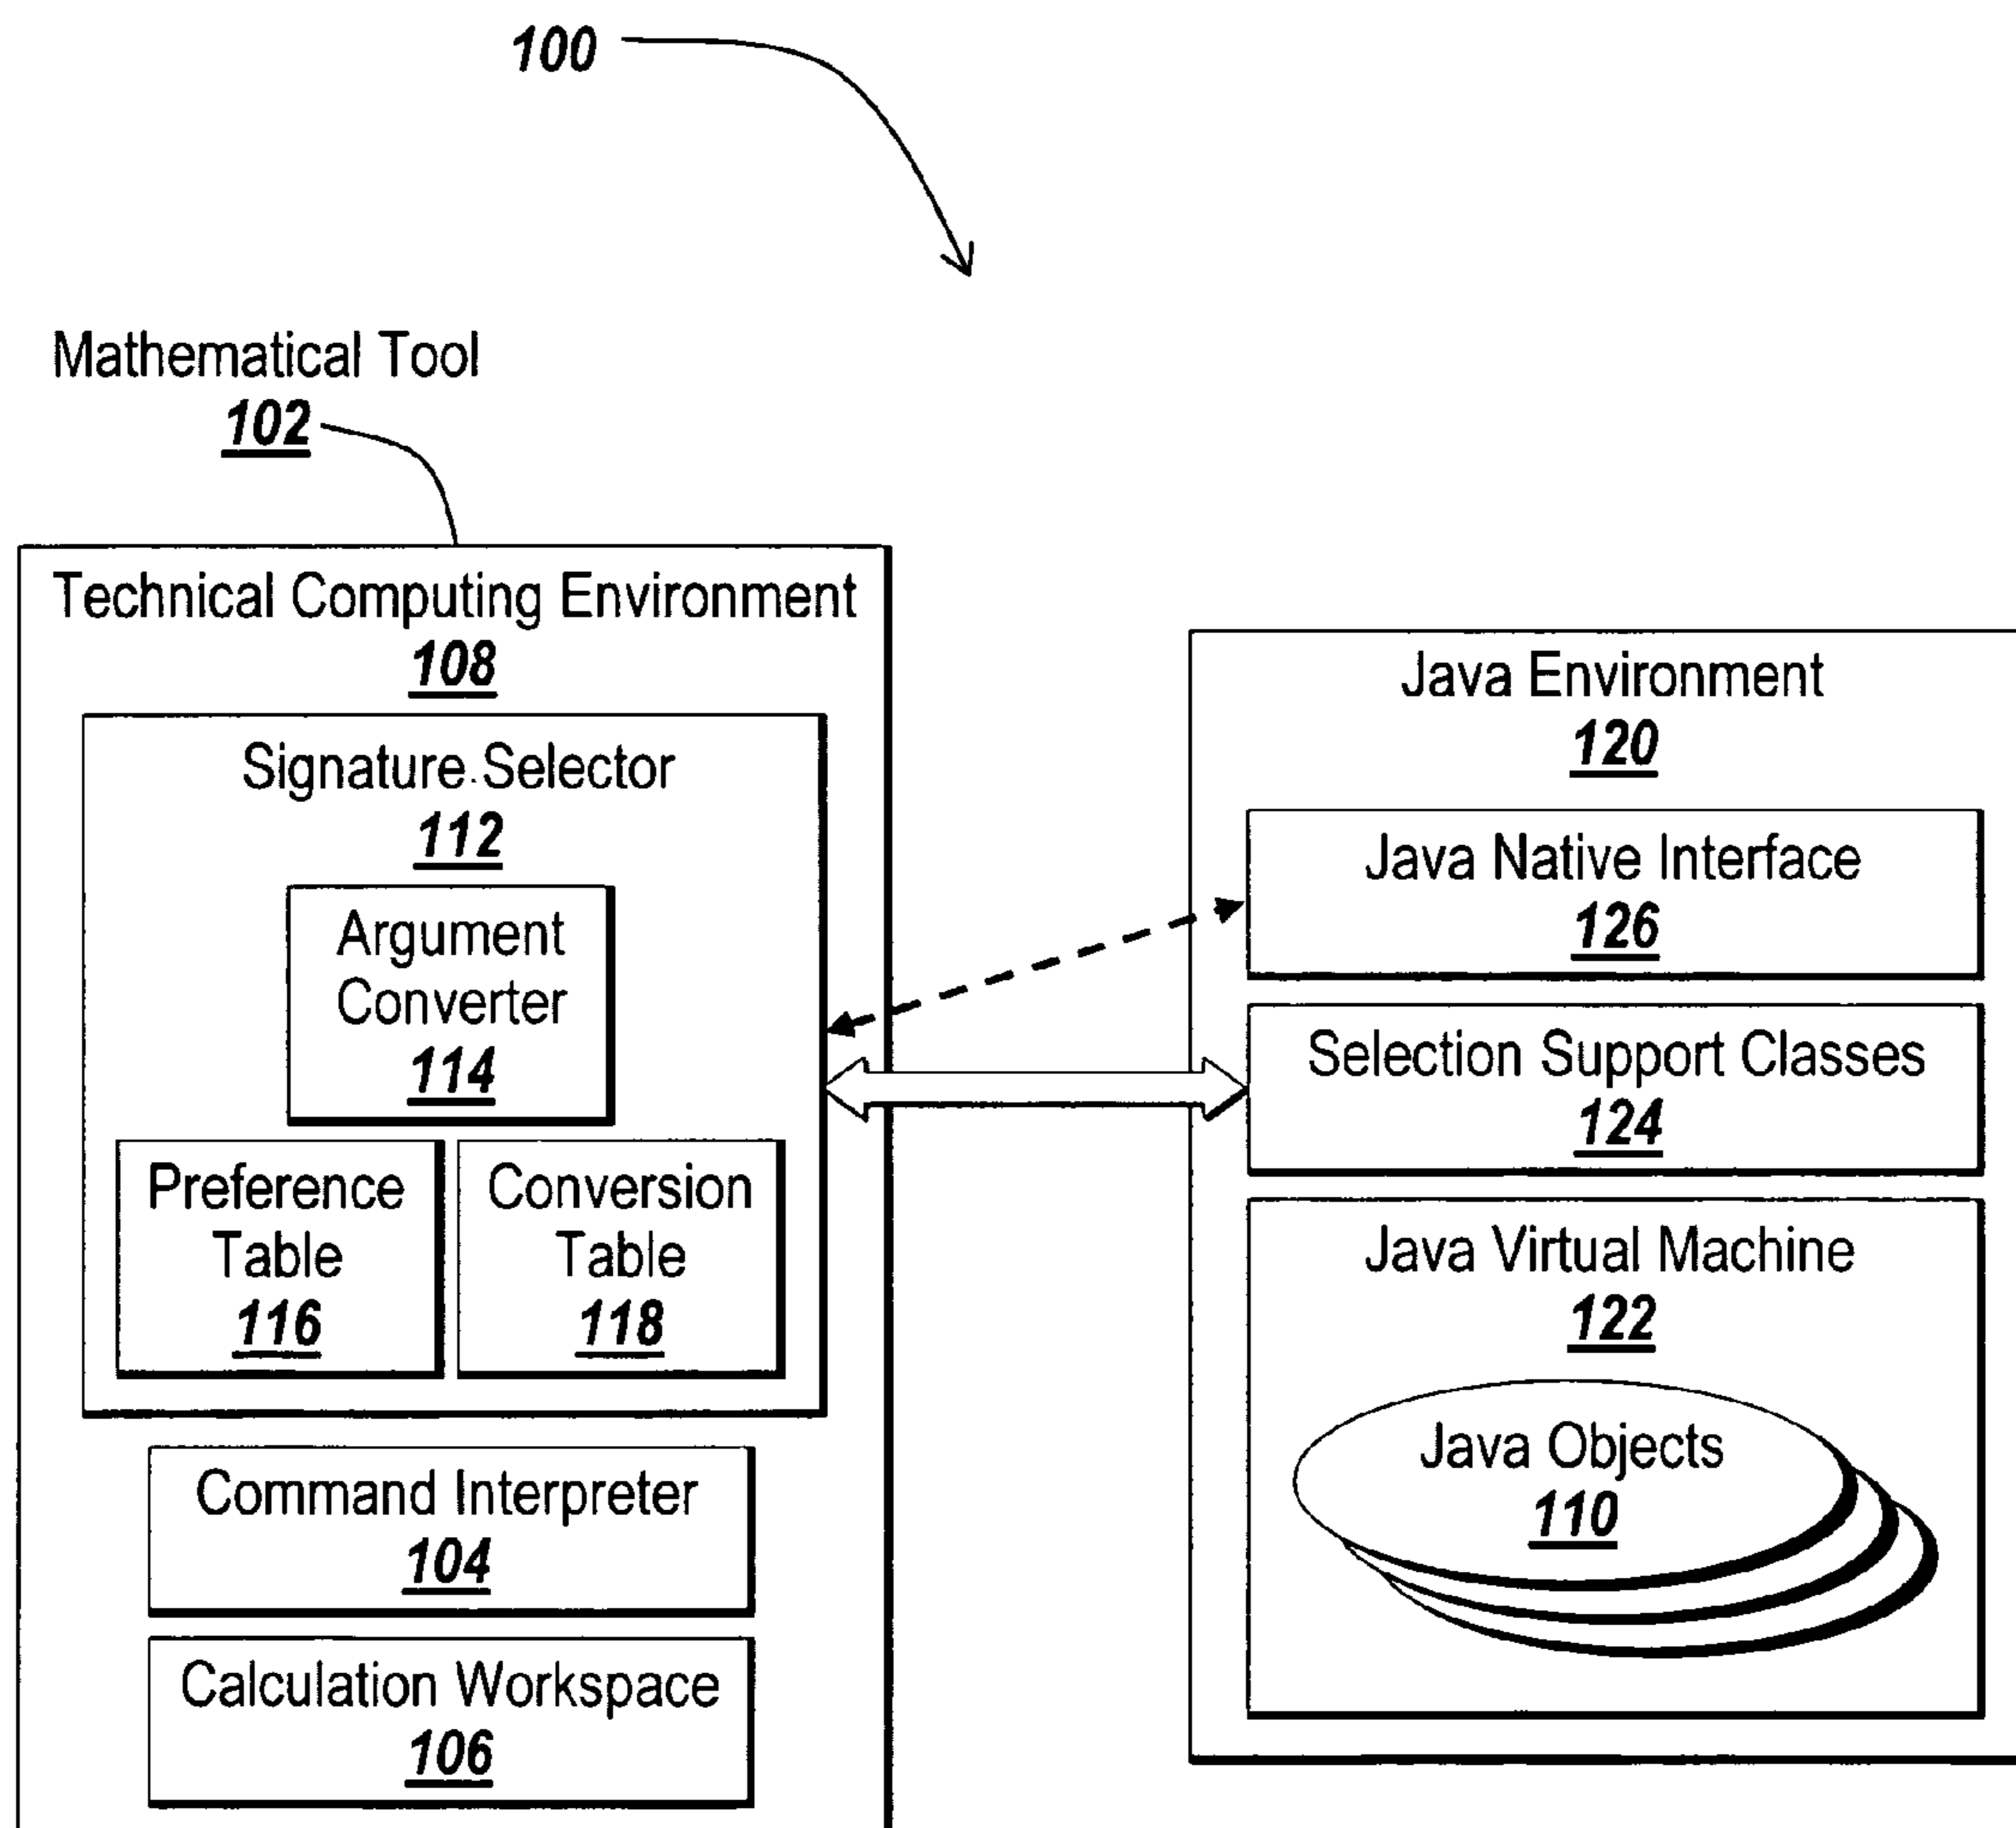 100
Mathematical Tool
102
Technical Computing Environment
108
Signature Selector
112
Argument
Converter
114
Preference
Table
116
Conversion
Table
118
Command Interpreter
104
Calculation Workspace
106
Java Environment
120
Java Native Interface
126
Selection Support Classes
124
Java Virtual Machine
122
Java Objects
110